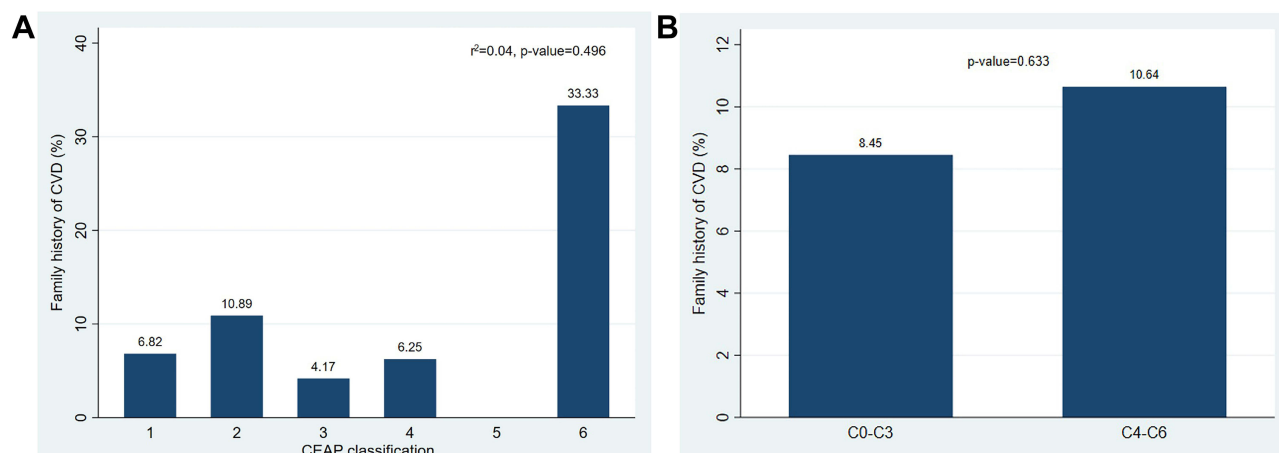 A
r²=0.04, p-value=0.496
Family history of CVD (%)
40
30
20
10
0
6.82
10.89
4.17
6.25
33.33
1 2 3 4 5 6
CEAP classification
B
p-value=0.633
Family history of CVD (%)
12
10
8
6
4
2
0
8.45
10.64
C0-C3 C4-C6